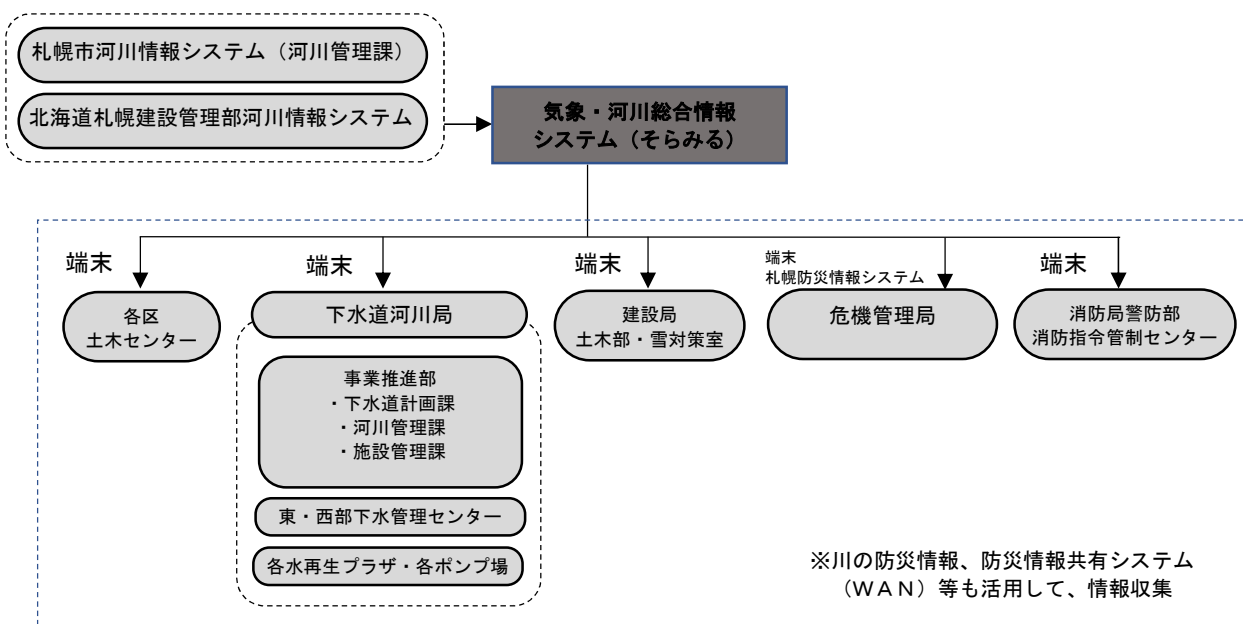 札幌市河川情報システム（河川管理課）
北海道札幌建設管理部河川情報システム
気象・河川総合情報
システム（そらみる）
端末
各区
土木センター
端末
下水道河川局
事業推進部
・下水道計画課
・河川管理課
・施設管理課
東・西部下水管理センター
各水再生プラザ・各ポンプ場
端末
建設局
土木部・雪対策室
端末
札幌防災情報システム
危機管理局
端末
消防局警防部
消防指令管制センター
※川の防災情報、防災情報共有システム
（ＷＡＮ）等も活用して、情報収集